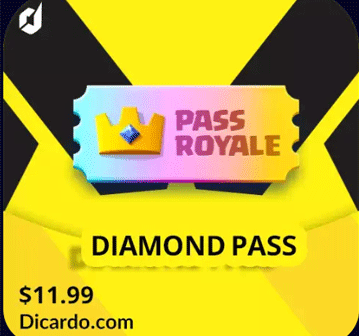 PASS
ROYALE
DIAMOND PASS
$11.99
Dicardo.com